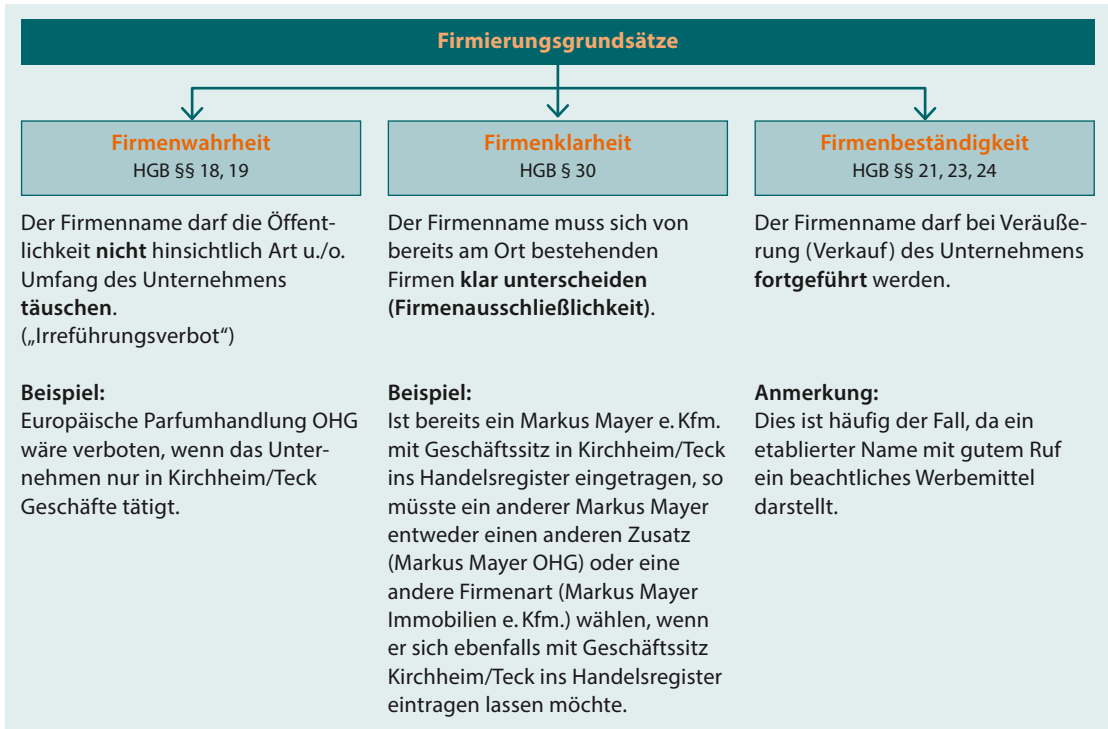 Firmierungsgrundsätze
Firmenwahrheit
HGB §§ 18, 19
Der Firmenname darf die Öffent-
lichkeit nicht hinsichtlich Art u./o.
Umfang des Unternehmens
täuschen.
(„Irreführungsverbot“)
Beispiel:
Europäische Parfumhandlung OHG
wäre verboten, wenn das Unter-
nehmen nur in Kirchheim/Teck
Geschäfte tätigt.
Firmenklarheit
HGB § 30
Der Firmenname muss sich von
bereits am Ort bestehenden
Firmen klar unterscheiden
(Firmenausschließlichkeit).
Beispiel:
Ist bereits ein Markus Mayer e. Kfm.
mit Geschäftssitz in Kirchheim/Teck
ins Handelsregister eingetragen, so
müsste ein anderer Markus Mayer
entweder einen anderen Zusatz
(Markus Mayer OHG) oder eine
andere Firmenart (Markus Mayer
Immobilien e. Kfm.) wählen, wenn
er sich ebenfalls mit Geschäftssitz
Kirchheim/Teck ins Handelsregister
eintragen lassen möchte.
Firmenbeständigkeit
HGB §§ 21, 23, 24
Der Firmenname darf bei Veräuße-
rung (Verkauf) des Unternehmens
fortgeführt werden.
Anmerkung:
Dies ist häufig der Fall, da ein
etablierter Name mit gutem Ruf
ein beachtliches Werbemittel
darstellt.